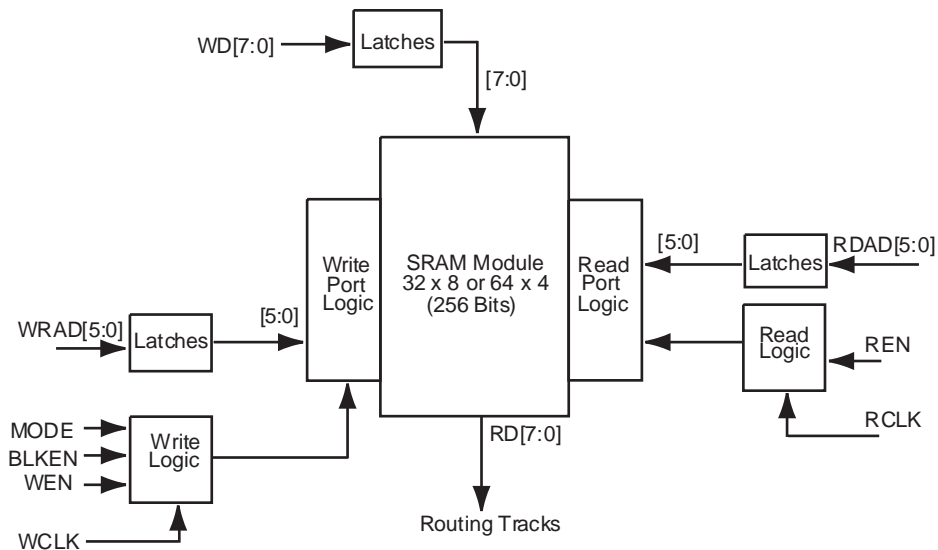 WD[7:0]
Latches
[7:0]
SRAM Module
32 x 8 or 64 x 4
(256 Bits)
Write
Port
Logic
Read
Port
Logic
[5:0]
Latches
RDAD[5:0]
WRAD[5:0]
Latches
[5:0]
Read
Logic
REN
RCLK
MODE
BLKEN
WEN
WCLK
Write
Logic
RD[7:0]
Routing Tracks